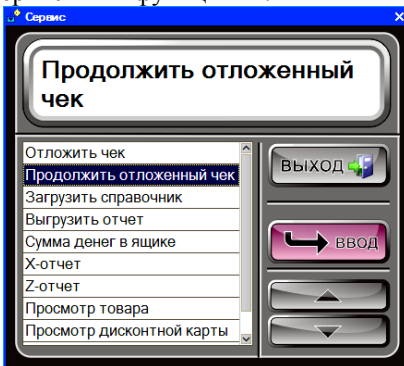 Сервис
Продолжить отложенный
чек
Отложить чек
Продолжить отложенный чек
Загрузить справочник
Выгрузить отчет
Сумма денег в ящике
X-отчет
Z-отчет
Просмотр товара
Просмотр дисконтной карты
ВЫХОД
ВВОД